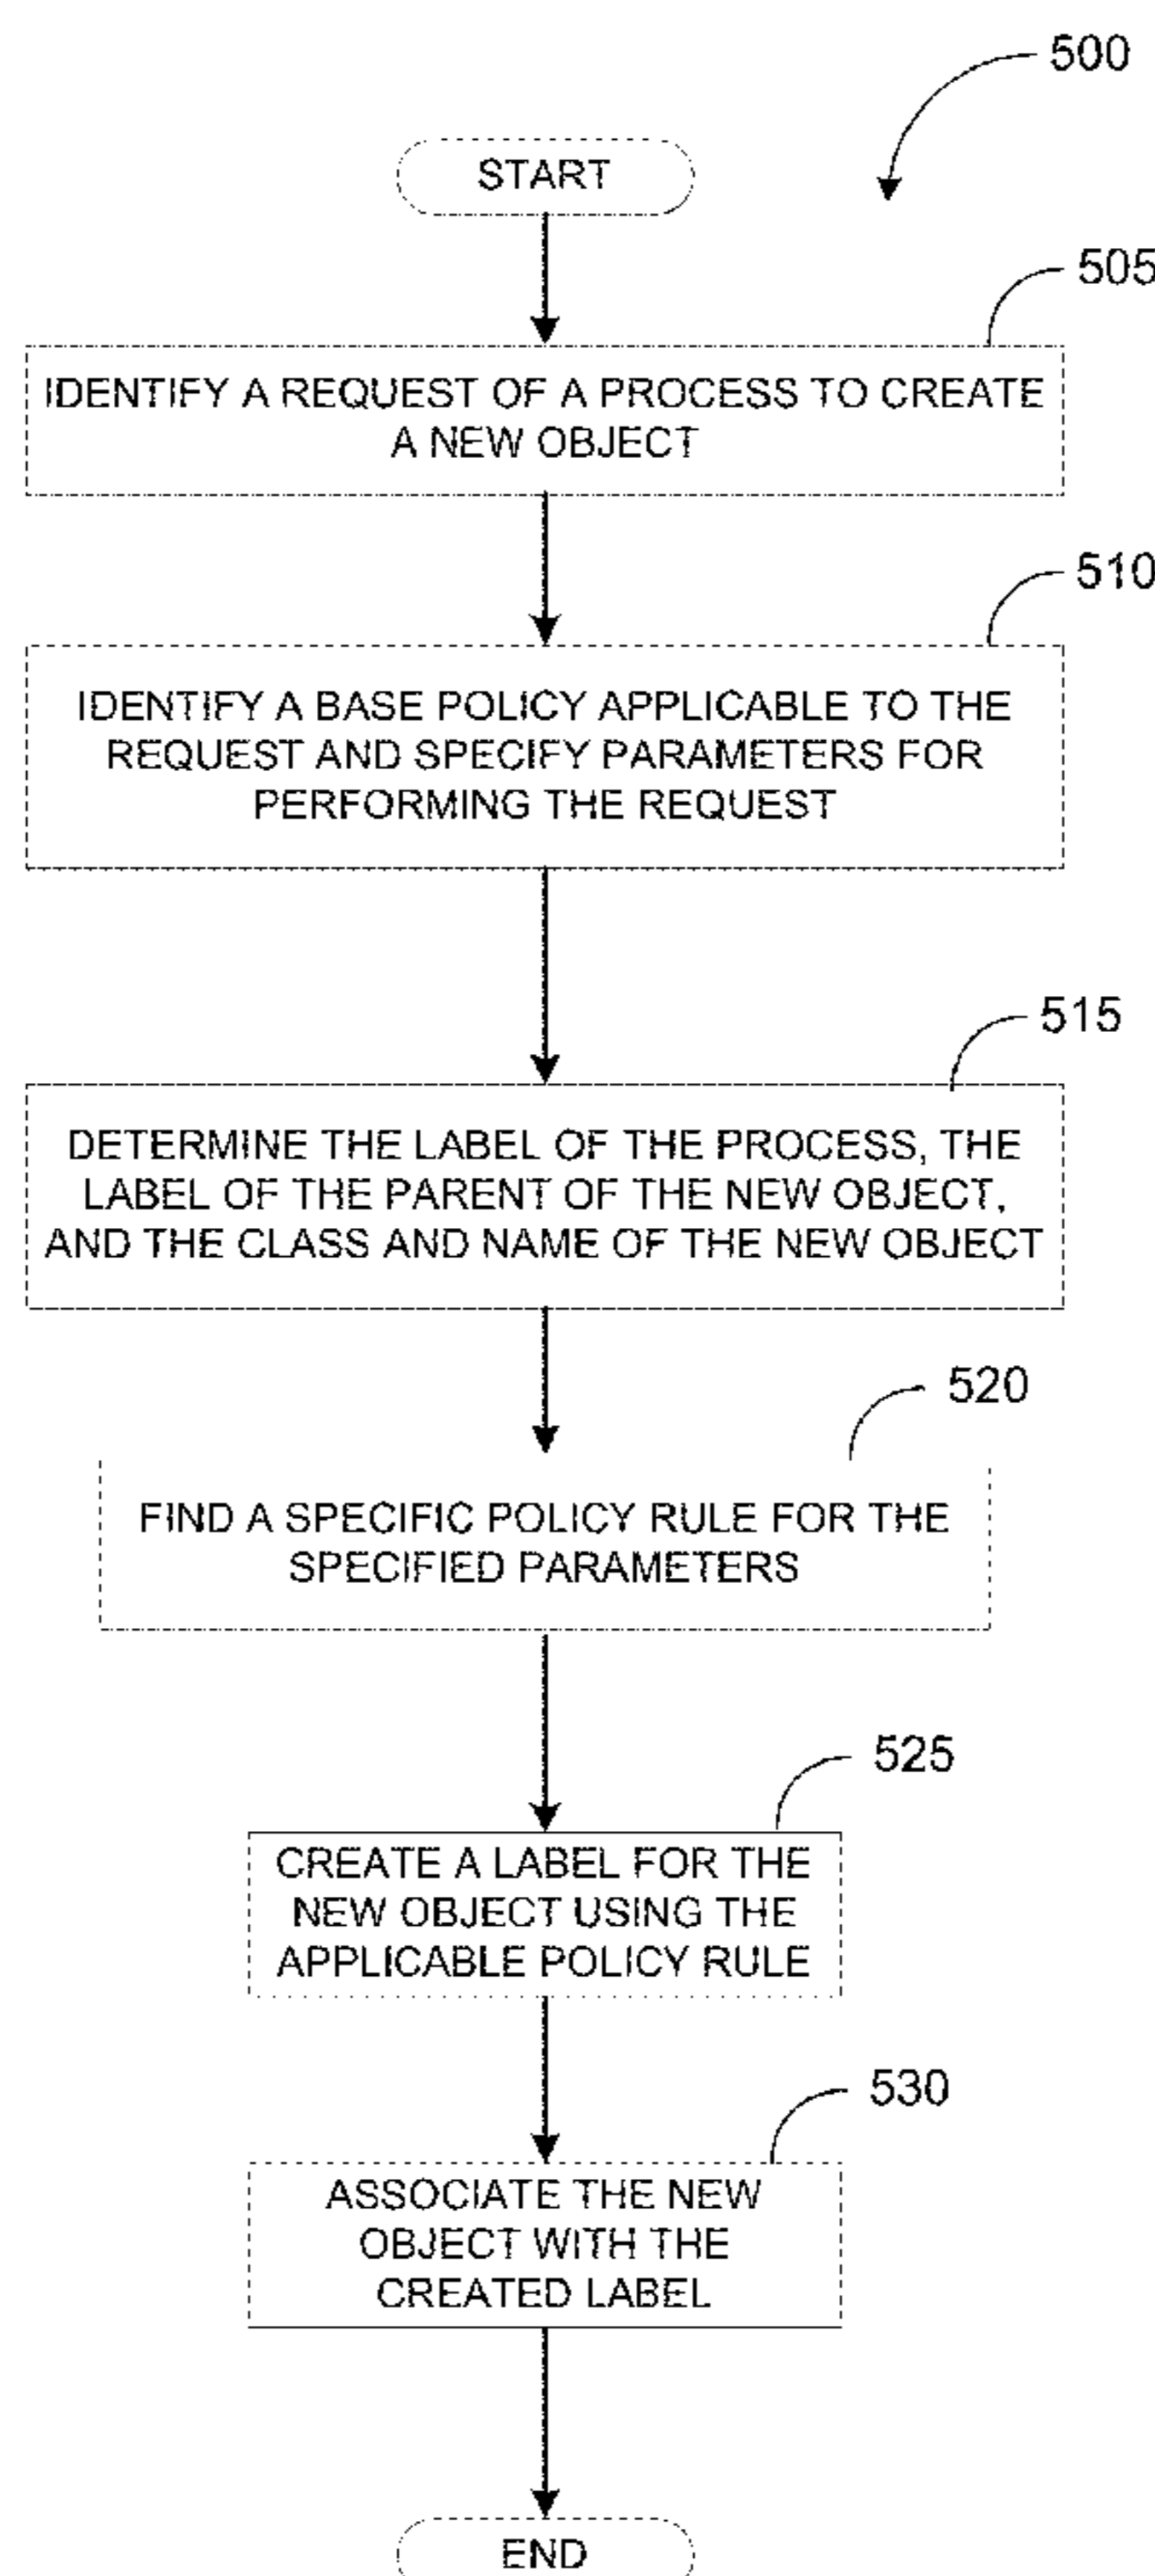 500
START
505
IDENTIFY A REQUEST OF A PROCESS TO CREATE
A NEW OBJECT
510
IDENTIFY A BASE POLICY APPLICABLE TO THE
REQUEST AND SPECIFY PARAMETERS FOR
PERFORMING THE REQUEST
515
DETERMINE THE LABEL OF THE PROCESS, THE
LABEL OF THE PARENT OF THE NEW OBJECT,
AND THE CLASS AND NAME OF THE NEW OBJECT
520
FIND A SPECIFIC POLICY RULE FOR THE
SPECIFIED PARAMETERS
525
CREATE A LABEL FOR THE
NEW OBJECT USING THE
APPLICABLE POLICY RULE
530
ASSOCIATE THE NEW
OBJECT WITH THE
CREATED LABEL
END